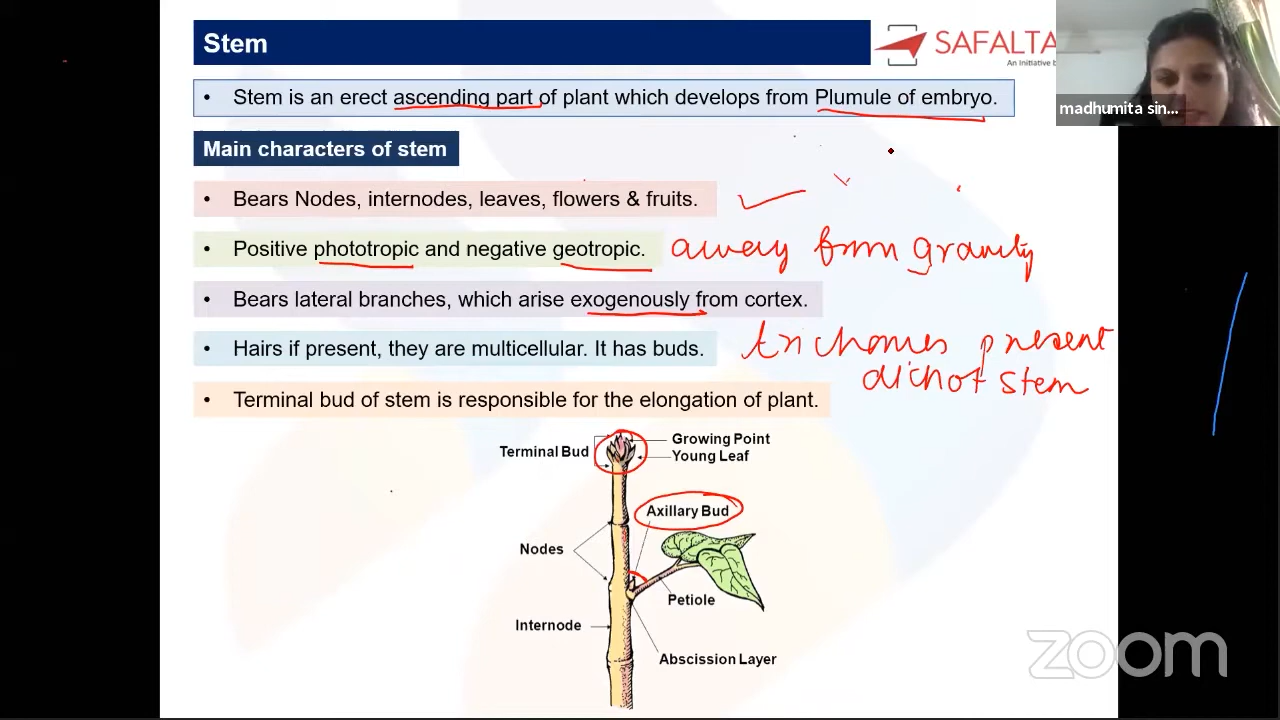 Stem
SAFALTA
An Initiative b
• Stem is an erect ascending part of plant which develops from Plumule of embryo.
madhumita sin...
Main characters of stem
• Bears Nodes, internodes, leaves, flowers & fruits.
• Positive phototropic and negative geotropic. away from gravity
• Bears lateral branches, which arise exogenously from cortex.
• Hairs if present, they are multicellular. It has buds. trichomes present
dichot stem
• Terminal bud of stem is responsible for the elongation of plant.
Terminal Bud
Growing Point
Young Leaf
Axillary Bud
Nodes
Petiole
Internode
Abscission Layer
zoom